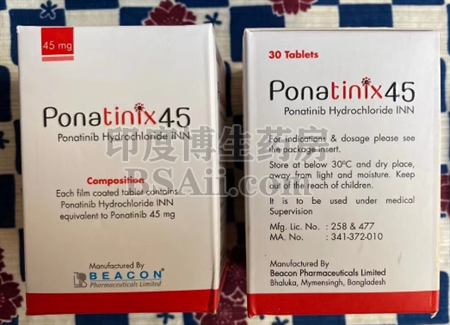 45 mg
Ponatinix45
Ponatinib Hydrochloride INN
Composition
Each film coated tablet contains
Ponatinib Hydrochloride INN
equivalent to Ponatinib 45 mg
Manufactured By
BEACON
Pharmaceuticals Limited
30 Tablets
Ponatinix45
Ponatinib Hydrochloride INN
For indications & dosage please see
the package insert.
Store at below 30°C and dry place,
away from light and moisture. Keep
out of the reach of children.
It is to be used under medical
Supervision
Mfg. Lic. No. : 258 & 477
MA. No. : 341-372-010
Manufactured By
Beacon Pharmaceuticals Limited
Bhaluka, Mymensingh, Bangladesh
印度博生药房
BSAii.com